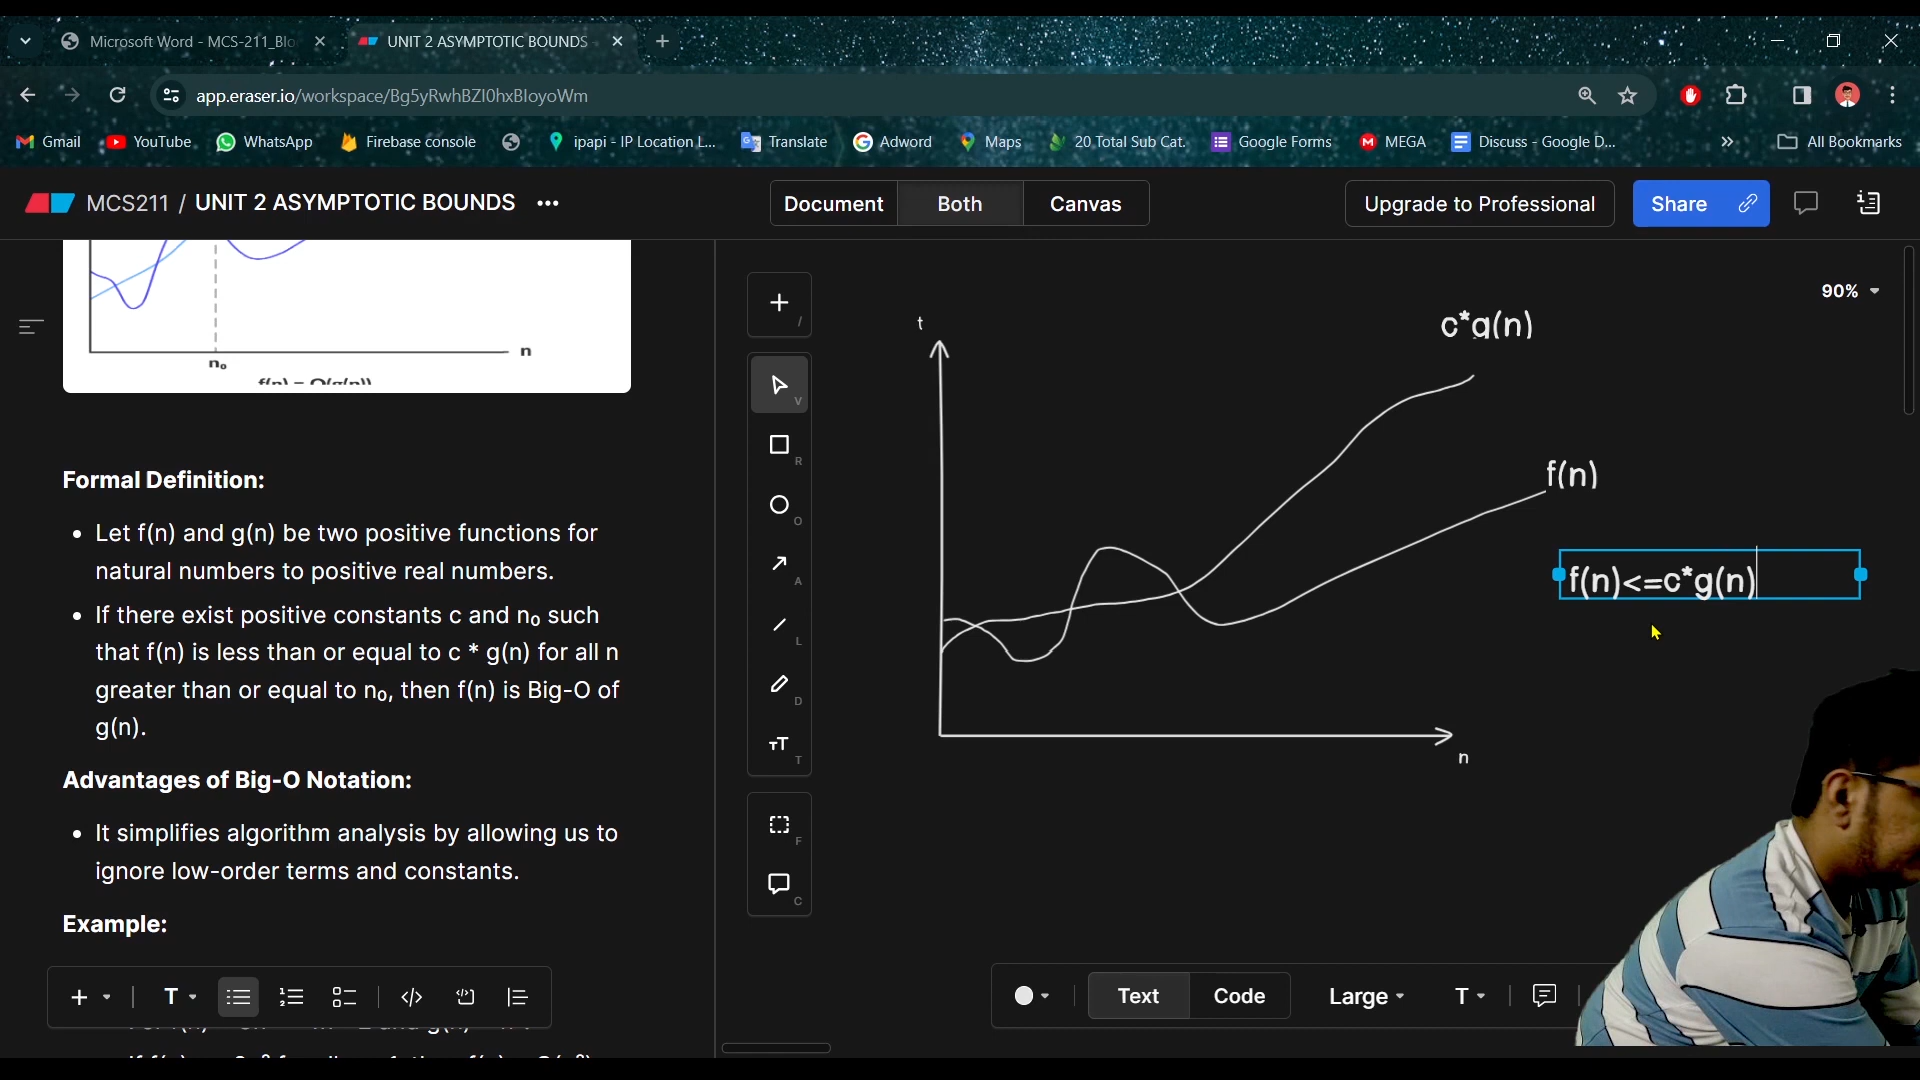 Microsoft Word - MCS-211_Blo
UNIT 2 ASYMPTOTIC BOUNDS
app.eraser.io/workspace/Bg5yRwhBZI0hxBIoyoWm
Gmail
YouTube
WhatsApp
Firebase console
ipapi - IP Location L...
Translate
Adword
Maps
20 Total Sub Cat.
Google Forms
MEGA
Discuss - Google D...
All Bookmarks
MCS211 / UNIT 2 ASYMPTOTIC BOUNDS
Document
Both
Canvas
Upgrade to Professional
Share
n
n₀
f(n) = O(g(n))
Formal Definition:
• Let f(n) and g(n) be two positive functions for
natural numbers to positive real numbers.
• If there exist positive constants c and n₀ such
that f(n) is less than or equal to c * g(n) for all n
greater than or equal to n₀, then f(n) is Big-O of
g(n).
Advantages of Big-O Notation:
• It simplifies algorithm analysis by allowing us to
ignore low-order terms and constants.
Example:
T
/
V
R
O
A
L
D
TT
T
F
C
90%
t
c*g(n)
f(n)
f(n)<=c*g(n)
n
Text
Code
Large
T